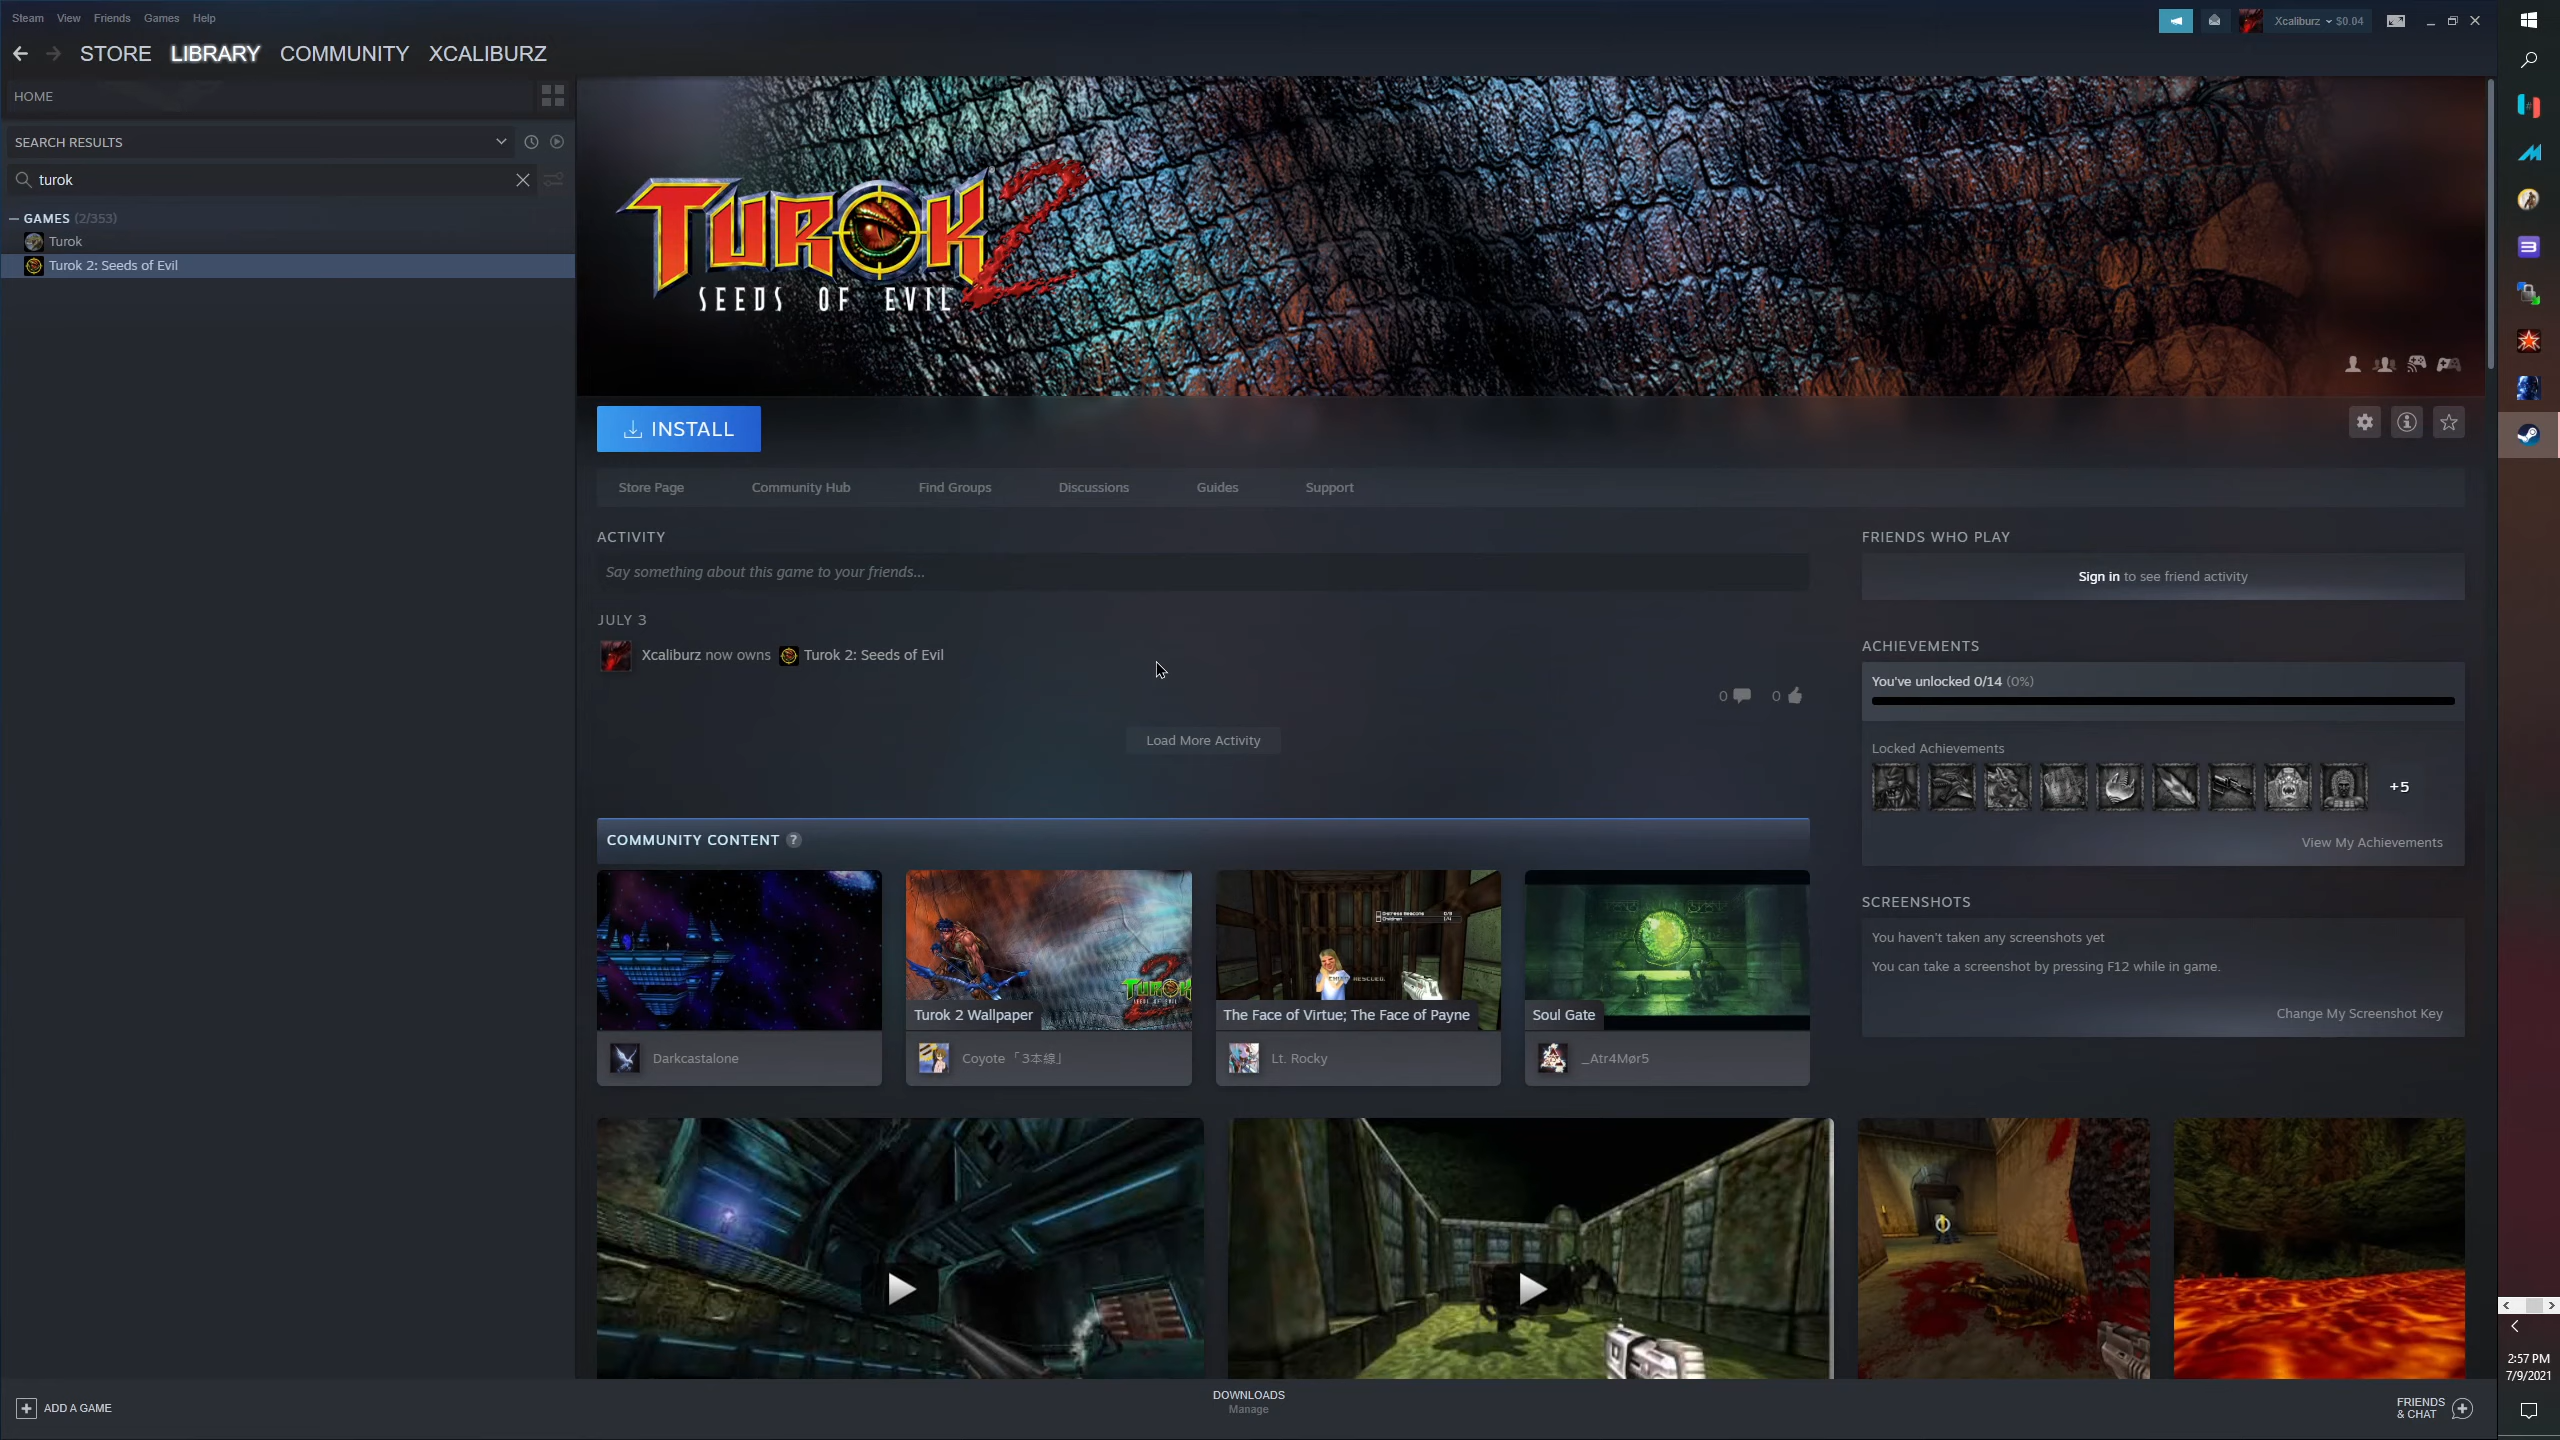 Steam View Friends Games Help
Xcaliburz $0.04
STORE LIBRARY COMMUNITY XCALIBURZ
HOME
SEARCH RESULTS
turok
GAMES (2/353)
Turok
Turok 2: Seeds of Evil
TUROK 2
SEEDS OF EVIL
INSTALL
Store Page Community Hub Find Groups Discussions Guides Support
ACTIVITY
Say something about this game to your friends...
JULY 3
Xcaliburz now owns Turok 2: Seeds of Evil
0 0
Load More Activity
FRIENDS WHO PLAY
Sign in to see friend activity
ACHIEVEMENTS
You've unlocked 0/14 (0%)
Locked Achievements
+5
View My Achievements
SCREENSHOTS
You haven't taken any screenshots yet
You can take a screenshot by pressing F12 while in game.
Change My Screenshot Key
COMMUNITY CONTENT ?
Turok 2 Wallpaper
The Face of Virtue; The Face of Payne
Soul Gate
Darkcastalone
Coyote 「3本線」
Lt. Rocky
_Atr4Mør5
ADD A GAME
DOWNLOADS
Manage
FRIENDS
& CHAT
2:57 PM
7/9/2021